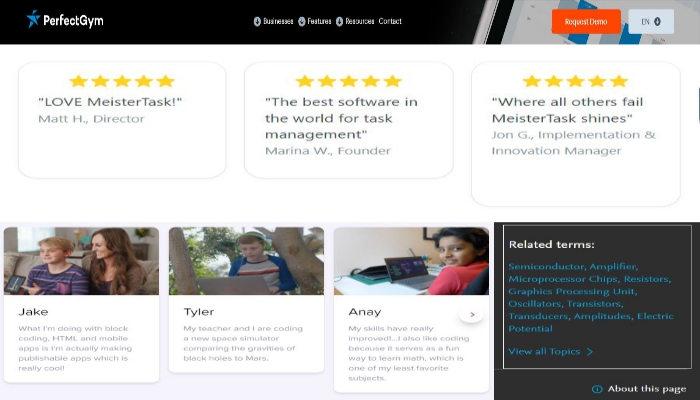 PerfectGym
Businesses Features Resources Contact
Request Demo
EN
"LOVE MeisterTask!"
Matt H., Director
"The best software in
the world for task
management"
Marina W., Founder
"Where all others fail
MeisterTask shines"
Jon G., Implementation &
Innovation Manager
Jake
What I'm doing with block
coding, HTML and mobile
apps is I'm actually making
publishable apps which is
really cool!
Tyler
My teacher and I are coding
a new space simulator
comparing the gravities of
black holes to Mars.
Anay
My skills have really
improved!...I also like coding
because it serves as a fun
way to learn math, which is
one of my least favorite
subjects.
Related terms:
Semiconductor, Amplifier,
Microprocessor Chips, Resistors,
Graphics Processing Unit,
Oscillators, Transistors,
Transducers, Amplitudes, Electric
Potential
View all Topics
About this page